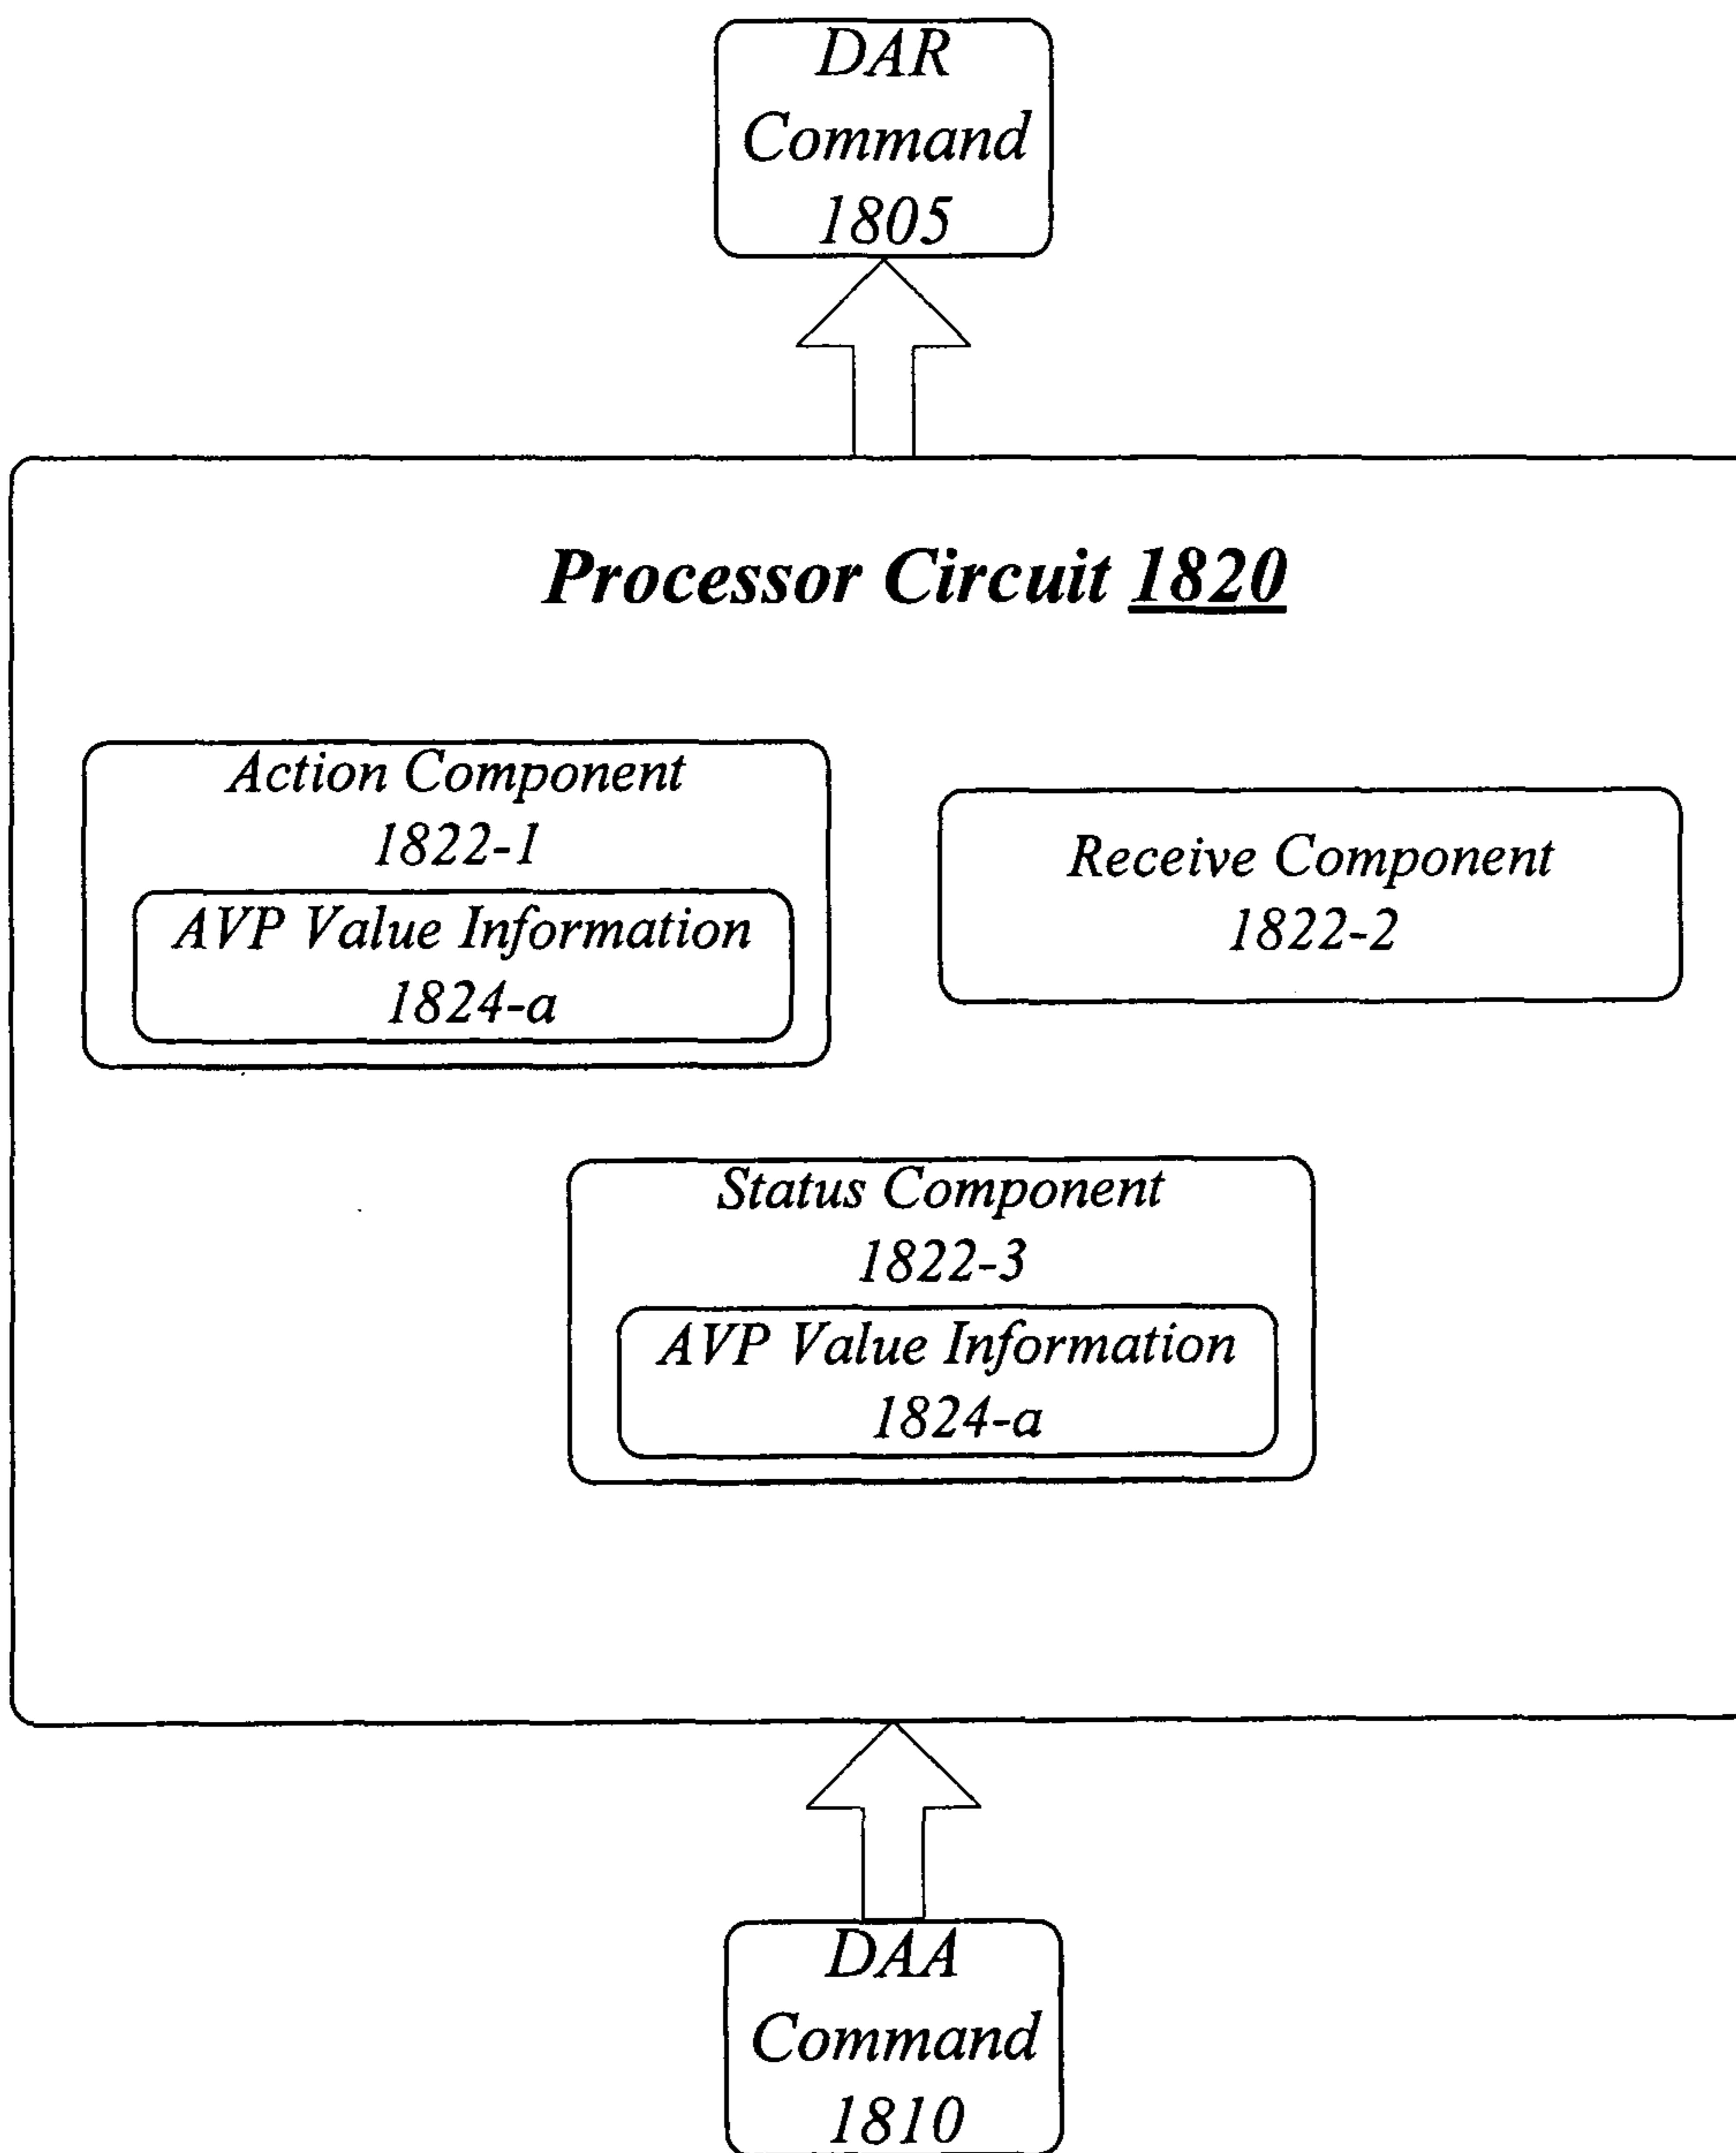 DAR
Command
1805
Processor Circuit 1820
Action Component
1822-1
AVP Value Information
1824-a
Receive Component
1822-2
Status Component
1822-3
AVP Value Information
1824-a
DAA
Command
1810